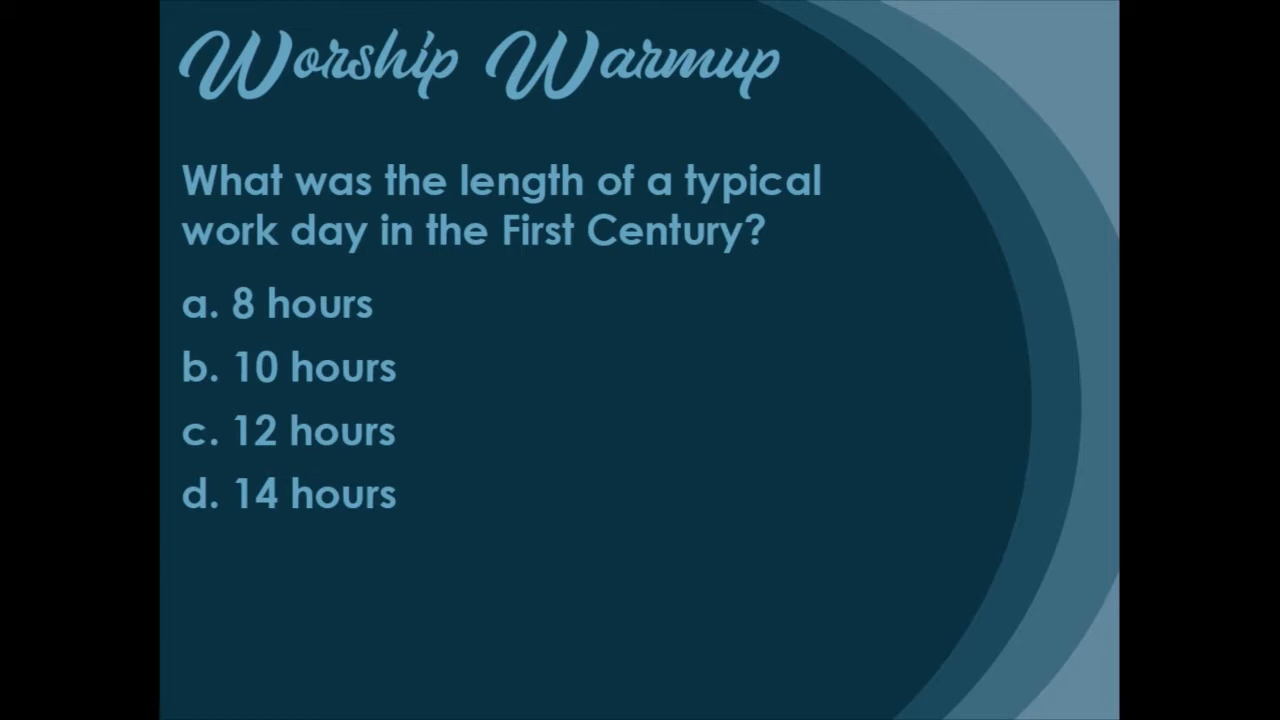 Worship Warmup
What was the length of a typical
work day in the First Century?
a. 8 hours
b. 10 hours
c. 12 hours
d. 14 hours